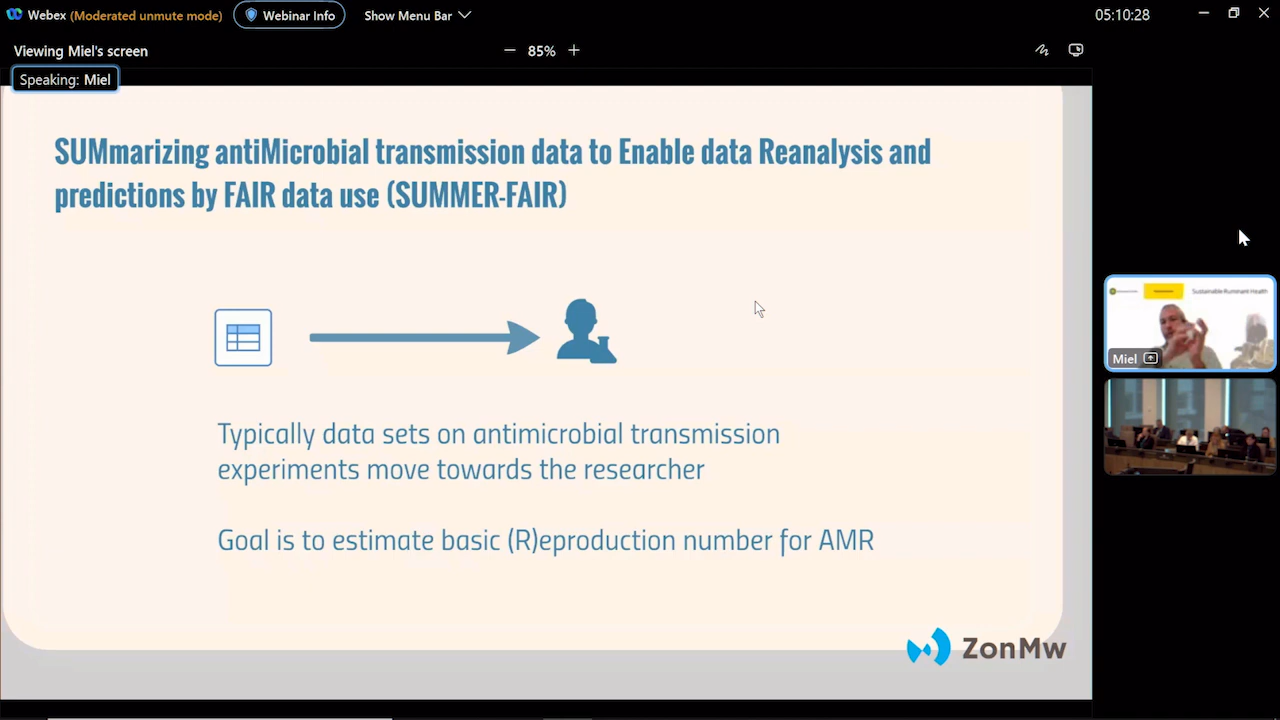 Webex (Moderated unmute mode) Webinar Info Show Menu Bar 05:10:28
Viewing Miel's screen 85%
Speaking: Miel
SUMmarizing antiMicrobial transmission data to Enable data Reanalysis and
predictions by FAIR data use (SUMMER-FAIR)
Sustainable Ruminant Health
Miel
Typically data sets on antimicrobial transmission
experiments move towards the researcher
Goal is to estimate basic (R)eproduction number for AMR
ZonMw